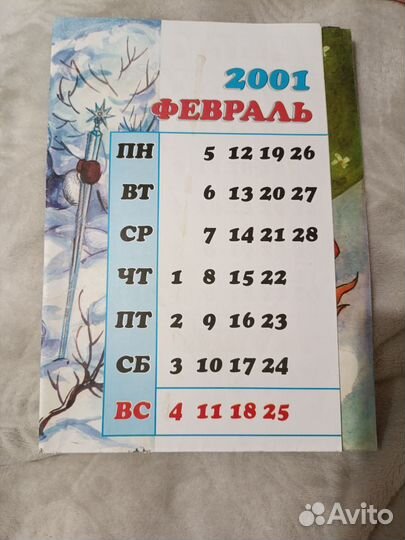 2001
ФЕВРАЛЬ
ПН 5 12 19 26
ВТ 6 13 20 27
СР 7 14 21 28
ЧТ 1 8 15 22
ПТ 2 9 16 23
СБ 3 10 17 24
ВС 4 11 18 25
Avito